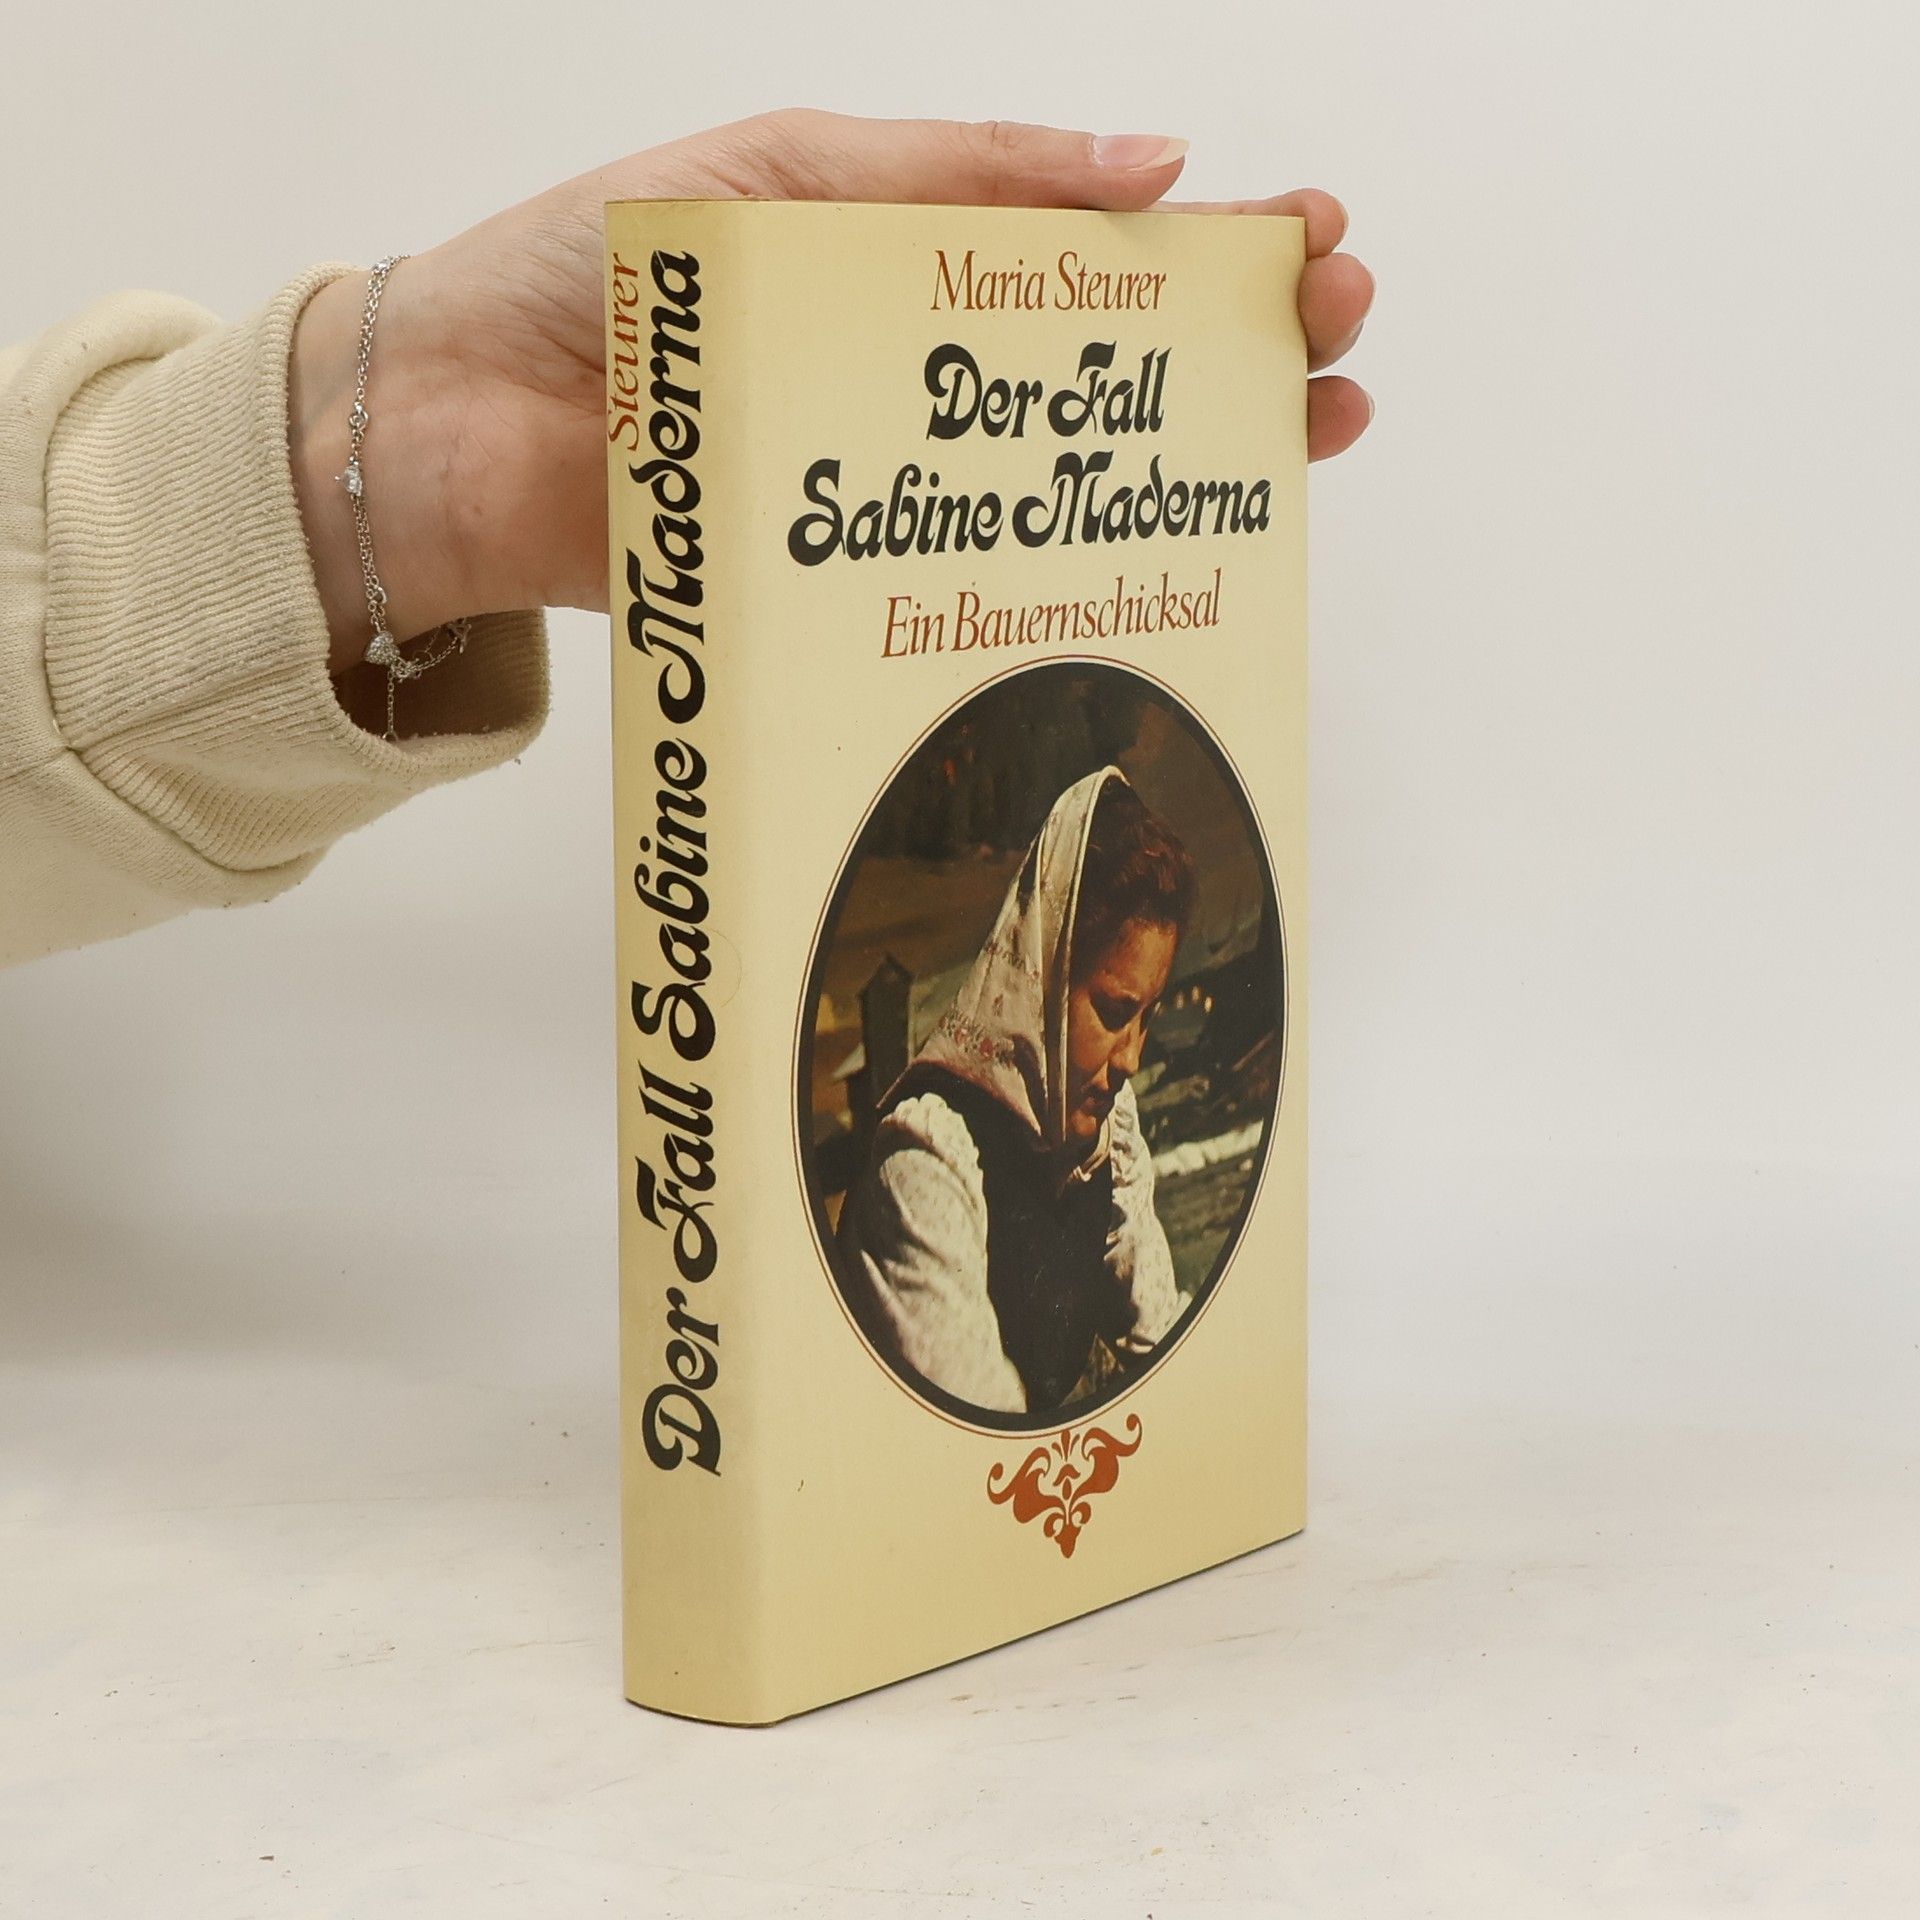 Steurer
Der Fall Sabine Maderna
Maria Steurer
Der Fall
Sabine Maderna
Ein Bauernschicksal